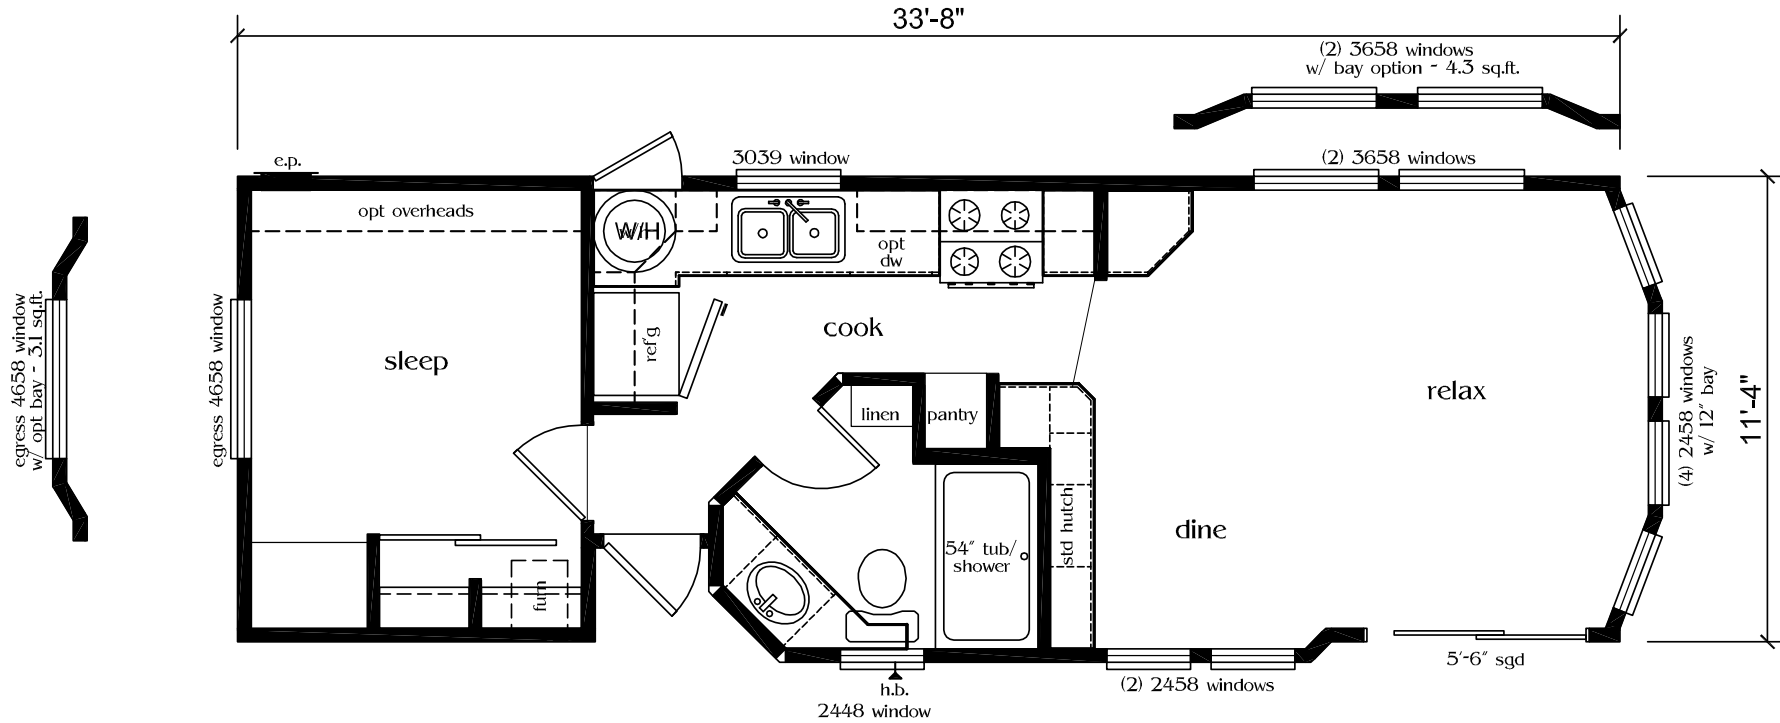 33'-8"
(2) 3658 windows
w/ bay option - 4.3 sq.ft.
e.p.
3039 window
(2) 3658 windows
opt overheads
W/H
opt
dw
egress 4658 window
w/ opt bay - 3.1 sq.ft.
egress 4658 window
sleep
ref'g
cook
relax
(4) 2458 windows
w/ 12" bay
11'-4"
linen
pantry
std hutch
dine
54" tub/
shower
furn
5'-6" sgd
h.b.
2448 window
(2) 2458 windows